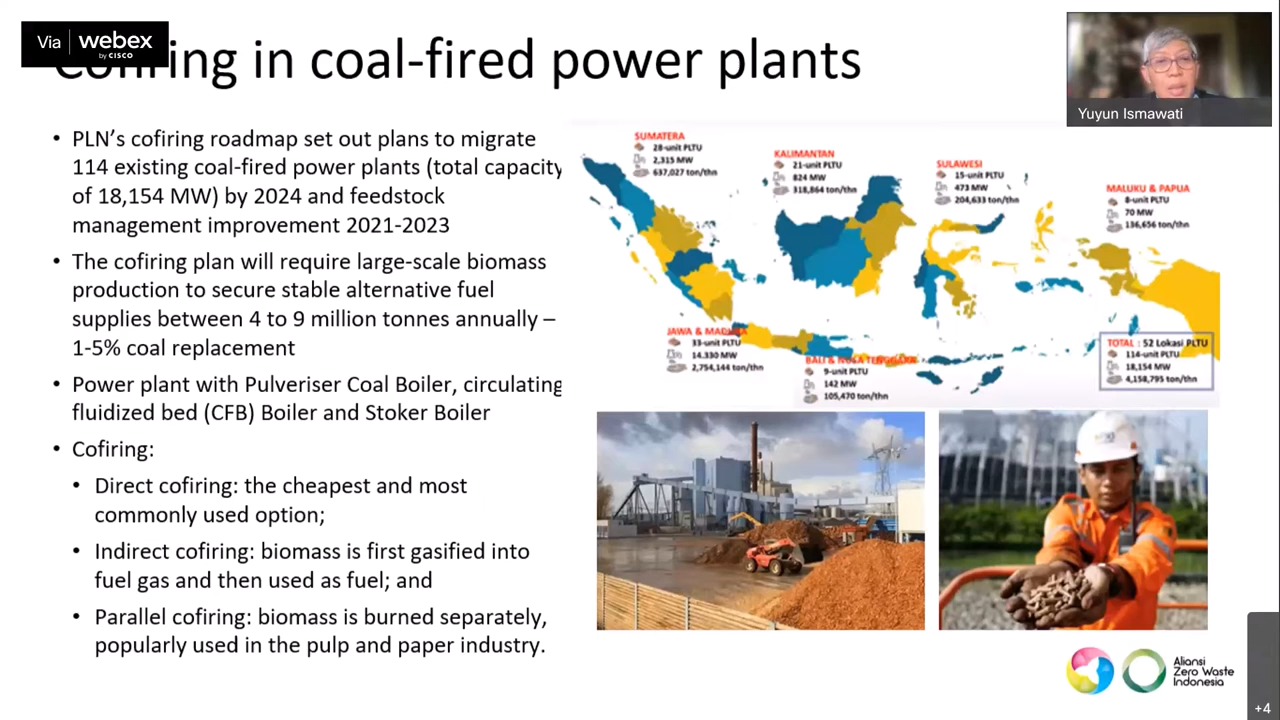 Via webex
by CISCO
Cofiring in coal-fired power plants
Yuyun Ismawati
• PLN's cofiring roadmap set out plans to migrate
114 existing coal-fired power plants (total capacity
of 18,154 MW) by 2024 and feedstock
management improvement 2021-2023
• The cofiring plan will require large-scale biomass
production to secure stable alternative fuel
supplies between 4 to 9 million tonnes annually –
1-5% coal replacement
• Power plant with Pulveriser Coal Boiler, circulating
fluidized bed (CFB) Boiler and Stoker Boiler
• Cofiring:
• Direct cofiring: the cheapest and most
commonly used option;
• Indirect cofiring: biomass is first gasified into
fuel gas and then used as fuel; and
• Parallel cofiring: biomass is burned separately,
popularly used in the pulp and paper industry.
SUMATERA
28-unit PLTU
2,315 MW
637,027 ton/thn
KALIMANTAN
21-unit PLTU
824 MW
318,864 ton/thn
SULAWESI
15-unit PLTU
473 MW
204,633 ton/thn
MALUKU & PAPUA
8-unit PLTU
70 MW
136,656 ton/thn
JAWA & MADURA
33-unit PLTU
14.330 MW
2,754,144 ton/thn
BALI & NUSA TENGGARA
9-unit PLTU
142 MW
105,470 ton/thn
TOTAL : 52 Lokasi PLTU
114-unit PLTU
18,154 MW
4,158,795 ton/thn
Aliansi
Zero Waste
Indonesia
+4